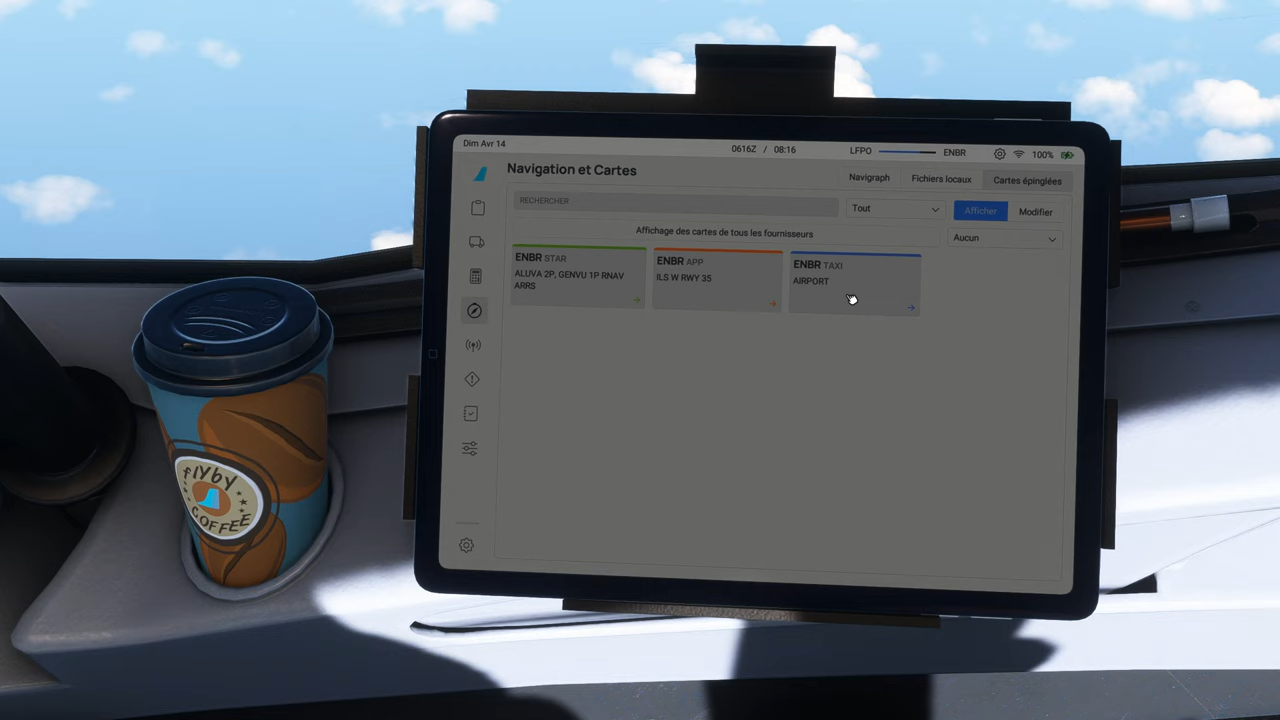 Dim Avr 14
0616Z / 08:16
LFPO ENBR
100%
Navigation et Cartes
Navigraph
Fichiers locaux
Cartes épinglées
RECHERCHER
Tout
Afficher
Modifier
Affichage des cartes de tous les fournisseurs
Aucun
ENBR STAR
ALUVA 2P, GENVU 1P RNAV
ARRS
ENBR APP
ILS W RWY 35
ENBR TAXI
AIRPORT
flyby
COFFEE